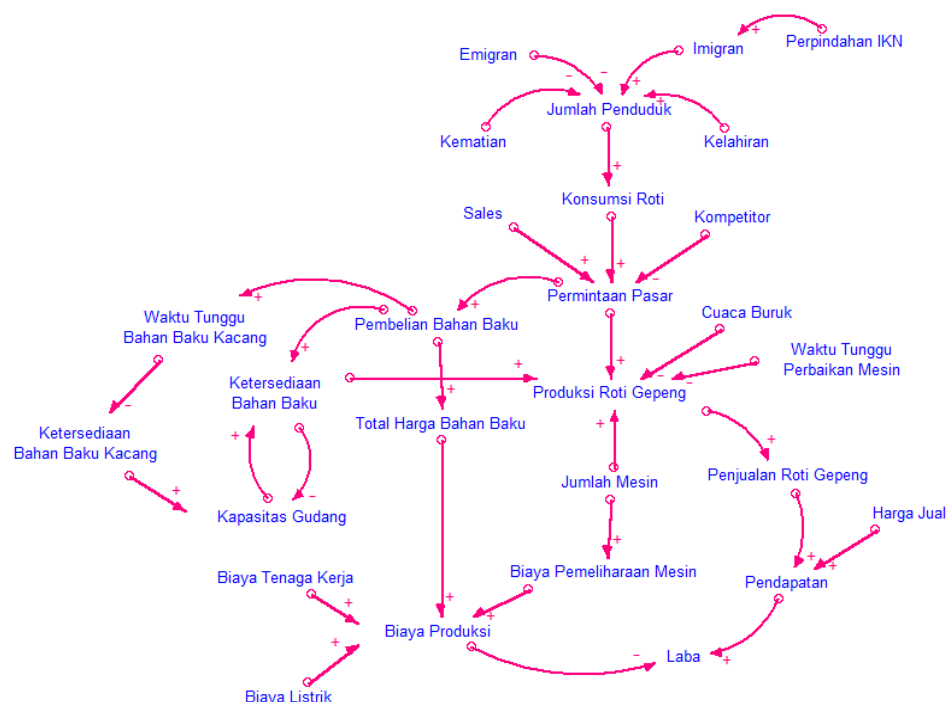 Perpindahan IKN
Imigran
Emigran
Jumlah Penduduk
Kematian
Kelahiran
Konsumsi Roti
Sales
Kompetitor
Permintaan Pasar
Waktu Tunggu
Bahan Baku Kacang
Pembelian Bahan Baku
Cuaca Buruk
Waktu Tunggu
Perbaikan Mesin
Ketersediaan
Bahan Baku
Produksi Roti Gepeng
Total Harga Bahan Baku
Ketersediaan
Bahan Baku Kacang
Jumlah Mesin
Penjualan Roti Gepeng
Kapasitas Gudang
Harga Jual
Biaya Tenaga Kerja
Biaya Pemeliharaan Mesin
Pendapatan
Biaya Produksi
Laba
Biaya Listrik